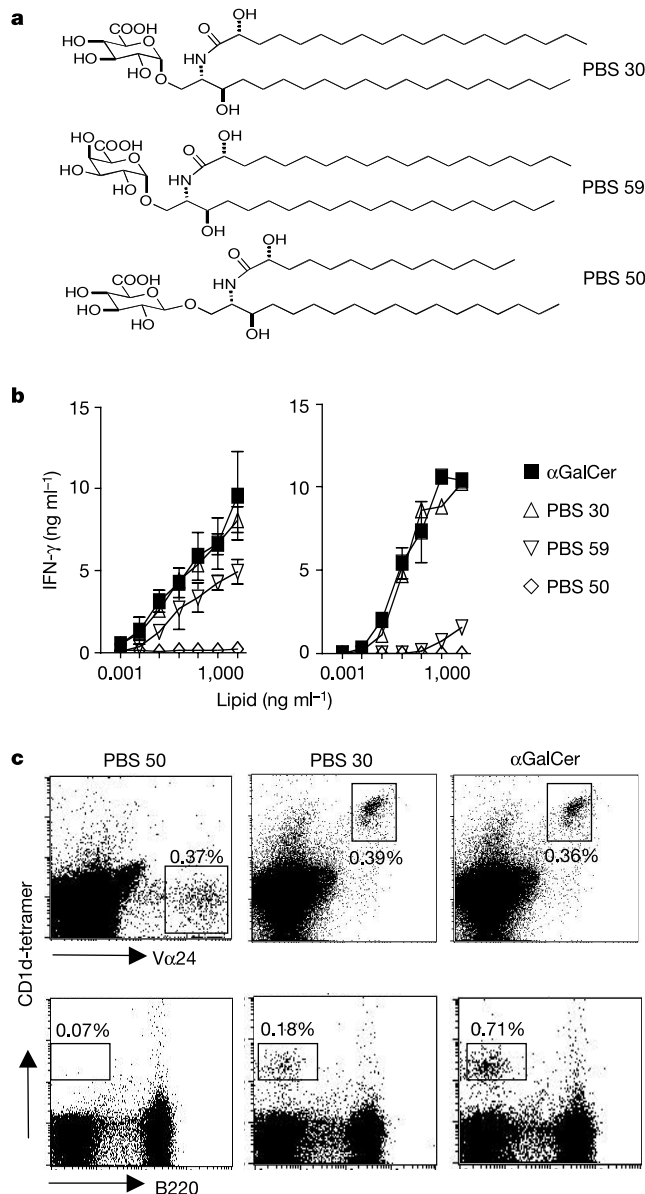 a
OH
COOH
HO
HO
HO
O
O
O
HN
OH
PBS 30
OH
HO
COOH
HO
HO
O
O
O
HN
OH
PBS 59
OH
COOH
HO
HO
HO
O
O
O
HN
OH
PBS 50
b
IFN-γ (ng ml⁻¹)
15
10
5
0
0.001
1,000
15
10
5
0
0.001
1,000
Lipid (ng ml⁻¹)
αGalCer
PBS 30
PBS 59
PBS 50
c
PBS 50
PBS 30
αGalCer
0.37%
0.39%
0.36%
CD1d-tetramer
Vα24
0.07%
0.18%
0.71%
B220